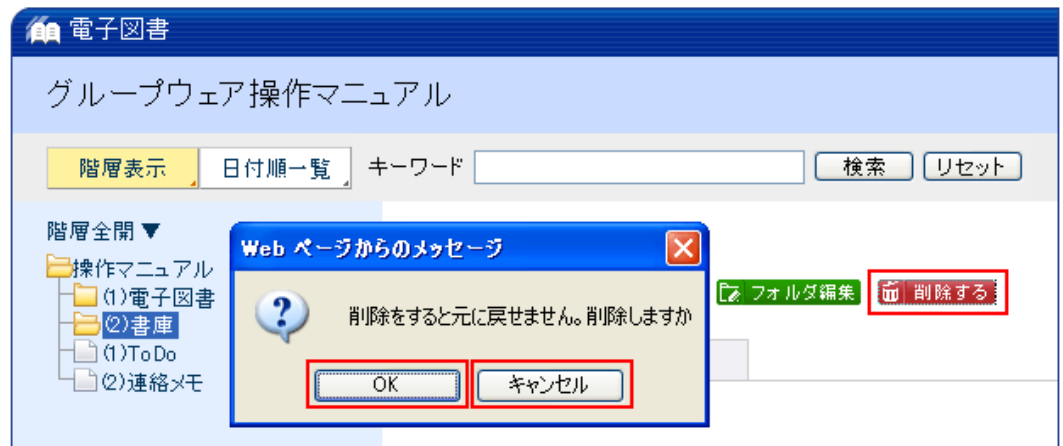 電子図書
グループウェア操作マニュアル
階層表示 日付順一覧 キーワード 検索 リセット
階層全開▼
操作マニュアル
(1)電子図書
(2)書庫
(1)ToDo
(2)連絡メモ
Web ページからのメッセージ
削除をすると元に戻せません。削除しますか
OK キャンセル
フォルダ編集 削除する